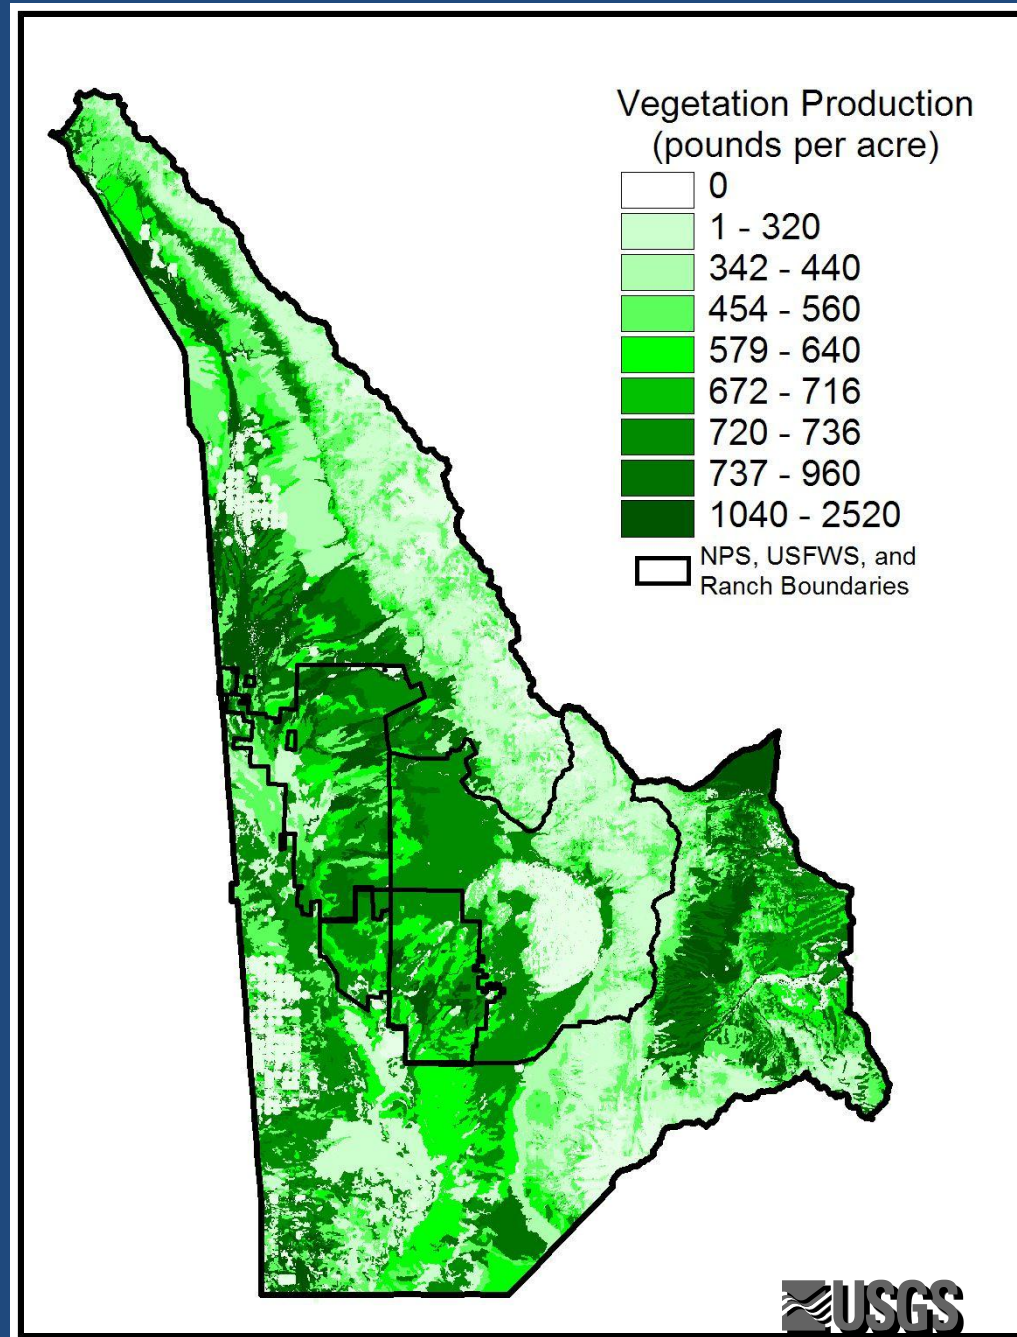 Vegetation Production
(pounds per acre)
0
1 - 320
342 - 440
454 - 560
579 - 640
672 - 716
720 - 736
737 - 960
1040 - 2520
NPS, USFWS, and
Ranch Boundaries
USGS